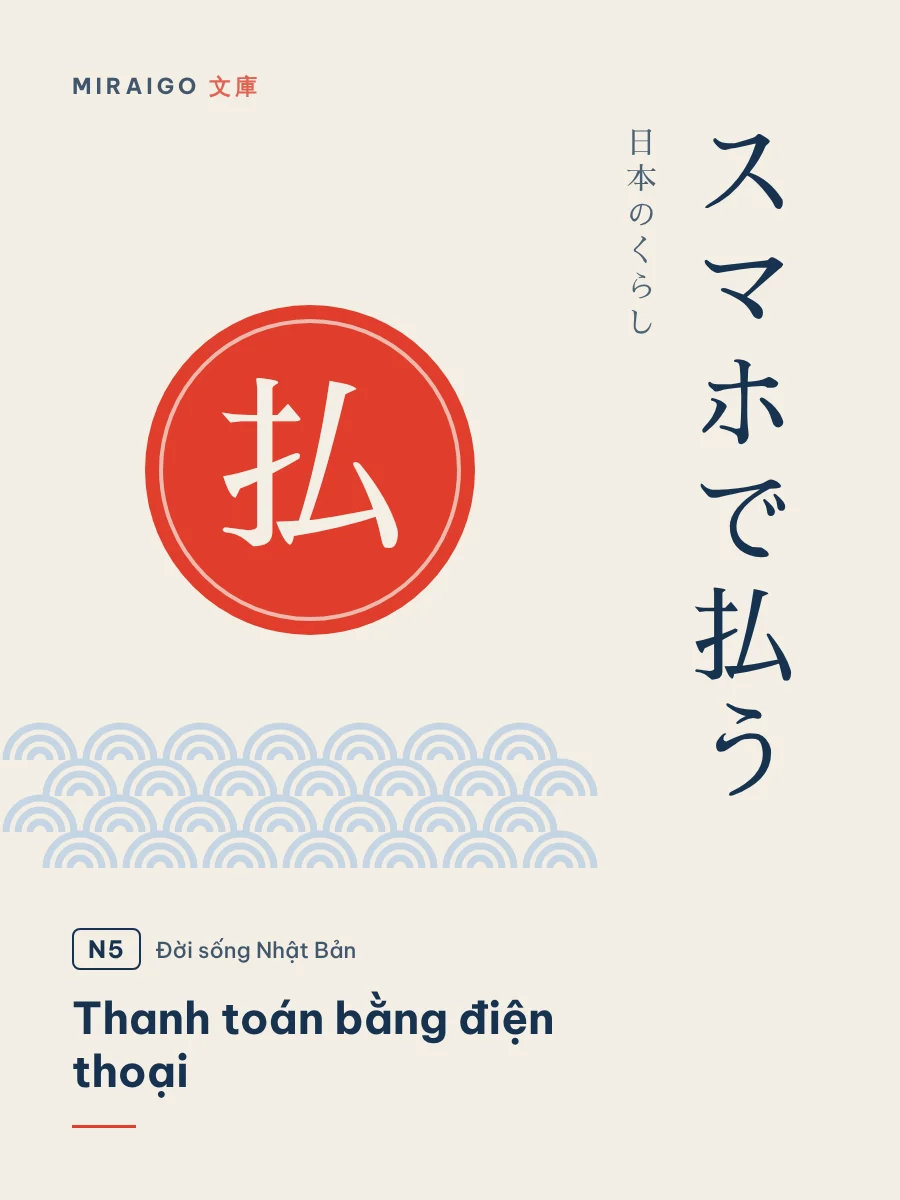 MIRAIGO 文庫
スマホで払う
日本のくらし
払
N5 Đời sống Nhật Bản
Thanh toán bằng điện
thoại